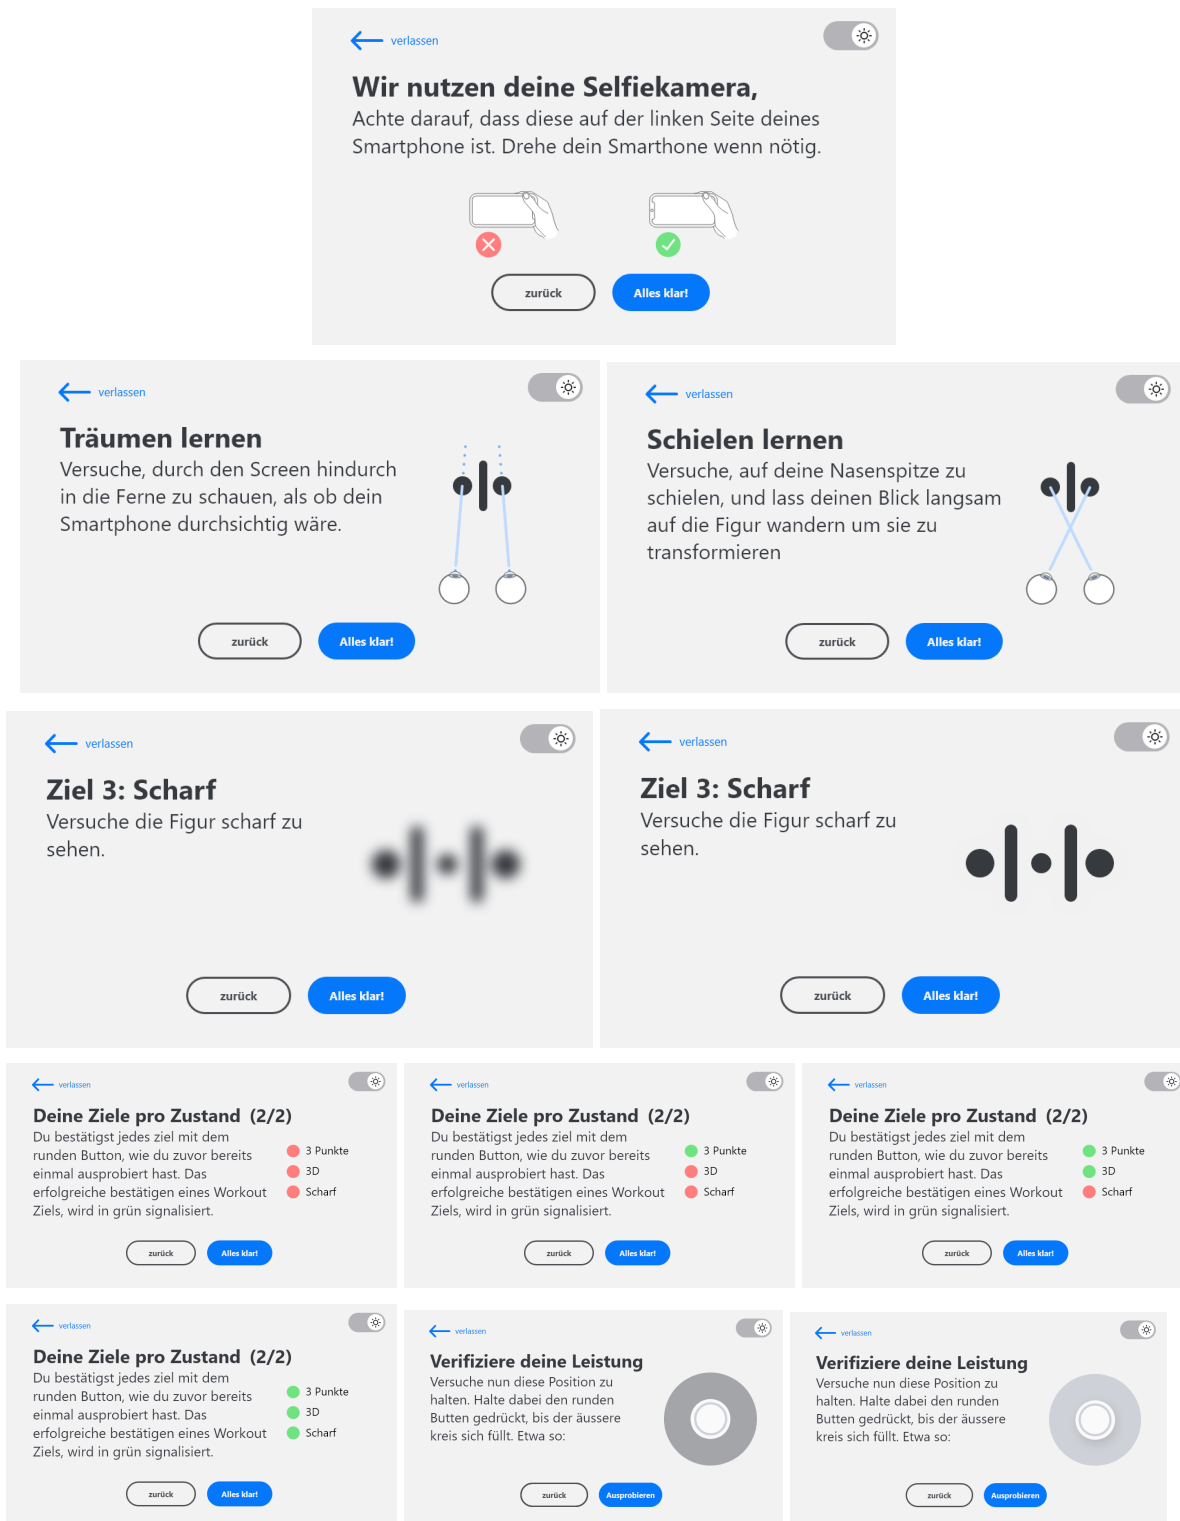 verlassen
Wir nutzen deine Selfiekamera,
Achte darauf, dass diese auf der linken Seite deines
Smartphone ist. Drehe dein Smarthone wenn nötig.
zurück
Alles klar!
verlassen
Träumen lernen
Versuche, durch den Screen hindurch
in die Ferne zu schauen, als ob dein
Smartphone durchsichtig wäre.
zurück
Alles klar!
verlassen
Schielen lernen
Versuche, auf deine Nasenspitze zu
schielen, und lass deinen Blick langsam
auf die Figur wandern um sie zu
transformieren
zurück
Alles klar!
verlassen
Ziel 3: Scharf
Versuche die Figur scharf zu
sehen.
zurück
Alles klar!
verlassen
Ziel 3: Scharf
Versuche die Figur scharf zu
sehen.
zurück
Alles klar!
verlassen
Deine Ziele pro Zustand (2/2)
Du bestätigst jedes ziel mit dem
runden Button, wie du zuvor bereits
einmal ausprobiert hast. Das
erfolgreiche bestätigen eines Workout
Ziels, wird in grün signalisiert.
3 Punkte
3D
Scharf
zurück
Alles klar!
verlassen
Deine Ziele pro Zustand (2/2)
Du bestätigst jedes ziel mit dem
runden Button, wie du zuvor bereits
einmal ausprobiert hast. Das
erfolgreiche bestätigen eines Workout
Ziels, wird in grün signalisiert.
3 Punkte
3D
Scharf
zurück
Alles klar!
verlassen
Deine Ziele pro Zustand (2/2)
Du bestätigst jedes ziel mit dem
runden Button, wie du zuvor bereits
einmal ausprobiert hast. Das
erfolgreiche bestätigen eines Workout
Ziels, wird in grün signalisiert.
3 Punkte
3D
Scharf
zurück
Alles klar!
verlassen
Deine Ziele pro Zustand (2/2)
Du bestätigst jedes ziel mit dem
runden Button, wie du zuvor bereits
einmal ausprobiert hast. Das
erfolgreiche bestätigen eines Workout
Ziels, wird in grün signalisiert.
3 Punkte
3D
Scharf
zurück
Alles klar!
verlassen
Verifiziere deine Leistung
Versuche nun diese Position zu
halten. Halte dabei den runden
Butten gedrückt, bis der äussere
kreis sich füllt. Etwa so:
zurück
Ausprobieren
verlassen
Verifiziere deine Leistung
Versuche nun diese Position zu
halten. Halte dabei den runden
Butten gedrückt, bis der äussere
kreis sich füllt. Etwa so:
zurück
Ausprobieren